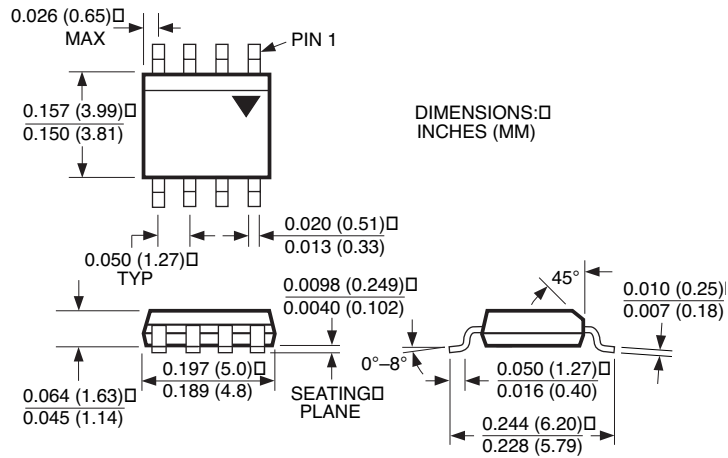 0.026 (0.65)□
MAX
PIN 1
0.157 (3.99)□
0.150 (3.81)
DIMENSIONS:□
INCHES (MM)
0.020 (0.51)□
0.013 (0.33)
0.050 (1.27)□
TYP
0.0098 (0.249)□
0.0040 (0.102)
45°
0.010 (0.25)□
0.007 (0.18)
0°–8°
0.064 (1.63)□
0.045 (1.14)
0.197 (5.0)□
0.189 (4.8)
SEATING□
PLANE
0.050 (1.27)□
0.016 (0.40)
0.244 (6.20)□
0.228 (5.79)